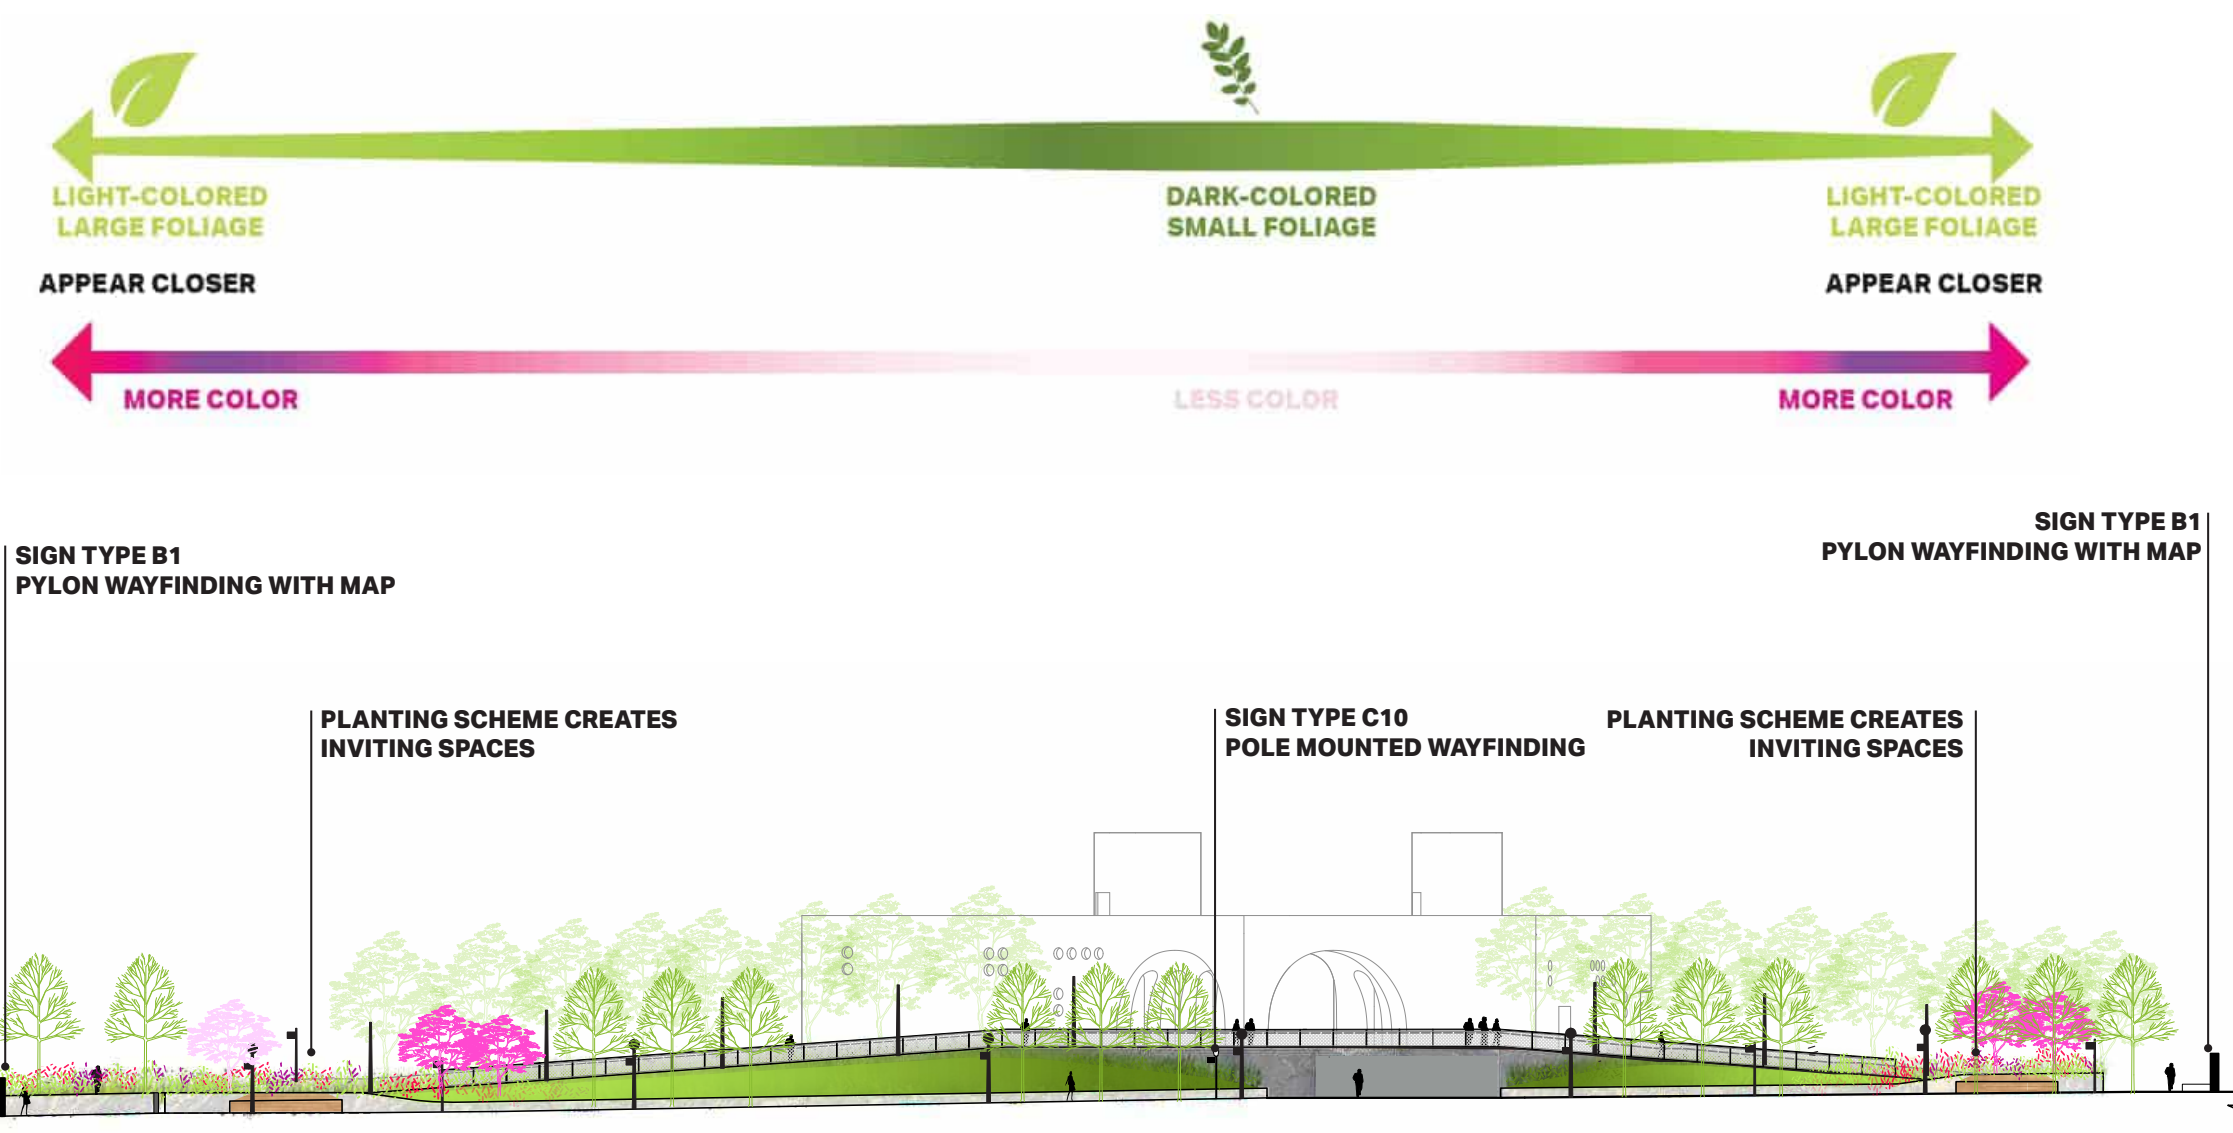 LIGHT-COLORED
LARGE FOLIAGE
DARK-COLORED
SMALL FOLIAGE
LIGHT-COLORED
LARGE FOLIAGE
APPEAR CLOSER
APPEAR CLOSER
MORE COLOR
LESS COLOR
MORE COLOR
SIGN TYPE B1
PYLON WAYFINDING WITH MAP
SIGN TYPE B1
PYLON WAYFINDING WITH MAP
PLANTING SCHEME CREATES
INVITING SPACES
SIGN TYPE C10
POLE MOUNTED WAYFINDING
PLANTING SCHEME CREATES
INVITING SPACES